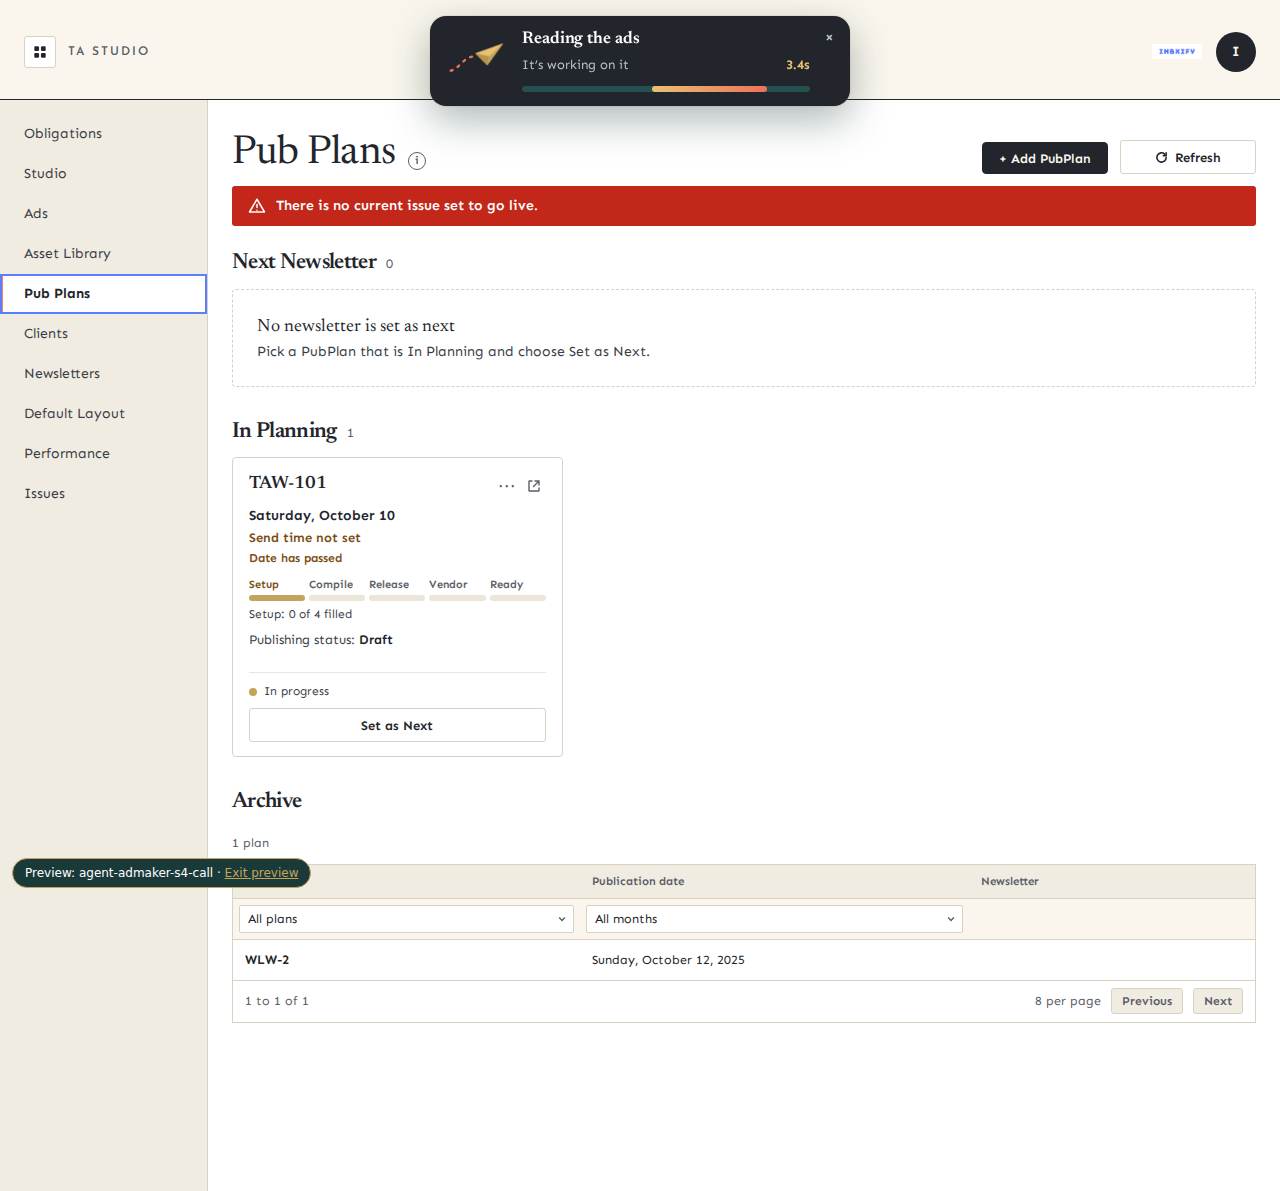 TA STUDIO
Reading the ads
×
It's working on it
3.4s
INBXIFY
I
Obligations
Studio
Ads
Asset Library
Pub Plans
Clients
Newsletters
Default Layout
Performance
Issues
Pub Plans
i
+ Add PubPlan
Refresh
There is no current issue set to go live.
Next Newsletter 0
No newsletter is set as next
Pick a PubPlan that is In Planning and choose Set as Next.
In Planning 1
TAW-101
···
Saturday, October 10
Send time not set
Date has passed
Setup Compile Release Vendor Ready
Setup: 0 of 4 filled
Publishing status: Draft
In progress
Set as Next
Archive
1 plan
Preview: agent-admaker-s4-call · Exit preview
Publication date
Newsletter
All plans
All months
WLW-2
Sunday, October 12, 2025
1 to 1 of 1
8 per page
Previous
Next